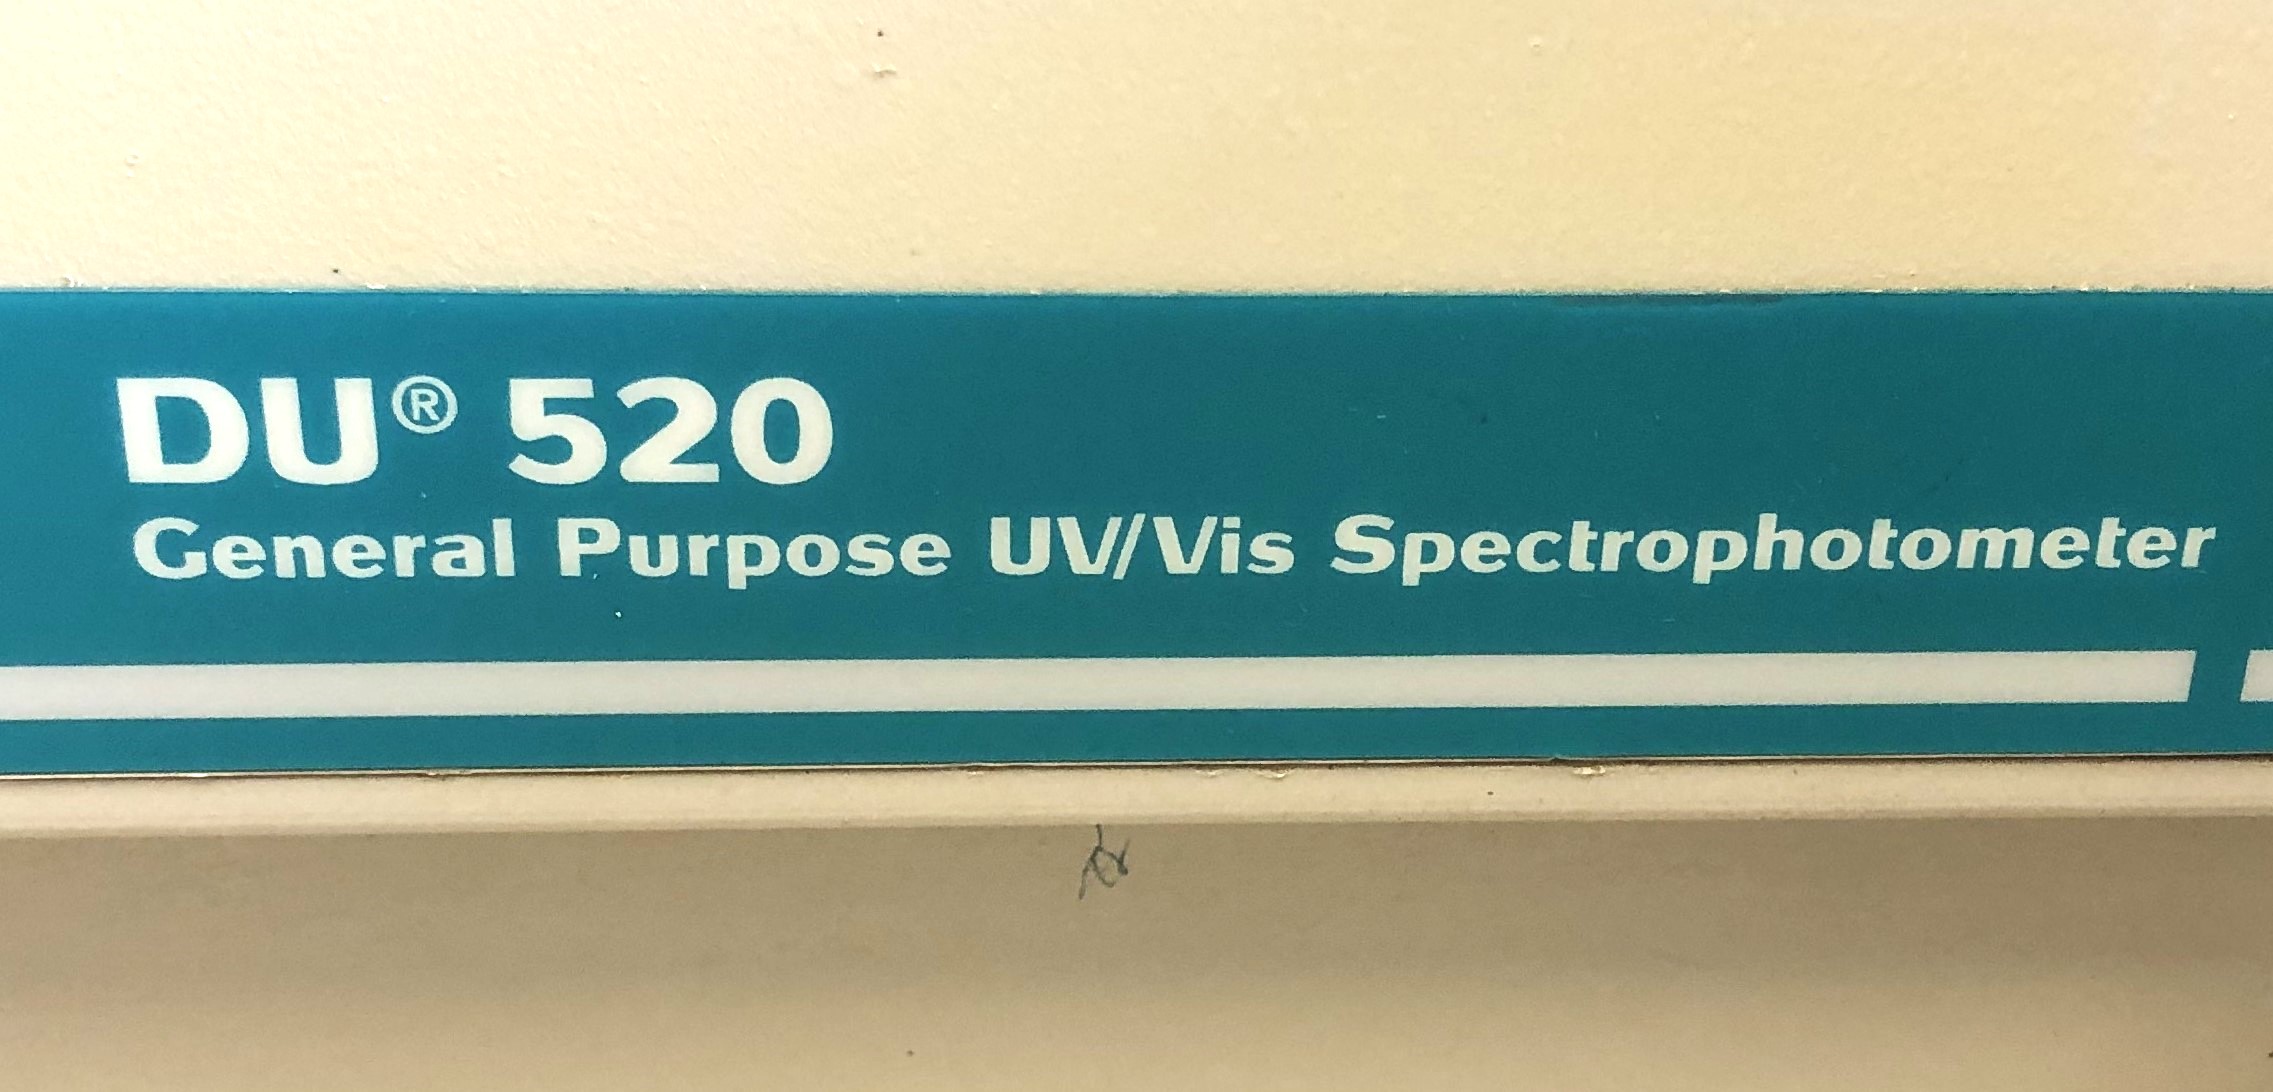 DU® 520
General Purpose UV/Vis Spectrophotometer